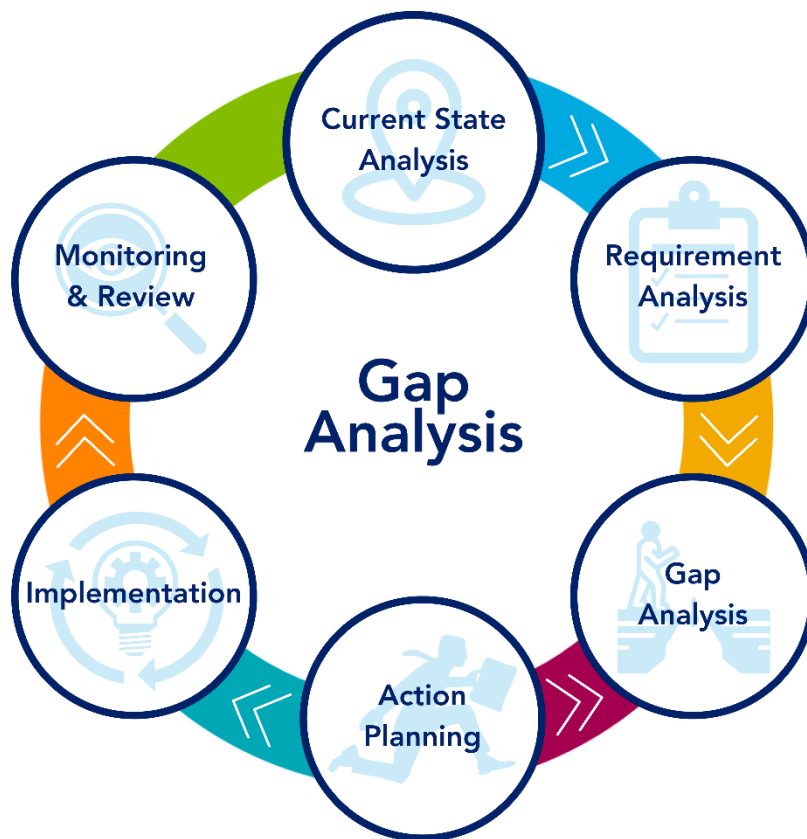 Current State
Analysis
Requirement
Analysis
Gap
Analysis
Action
Planning
Implementation
Monitoring
& Review
Gap
Analysis